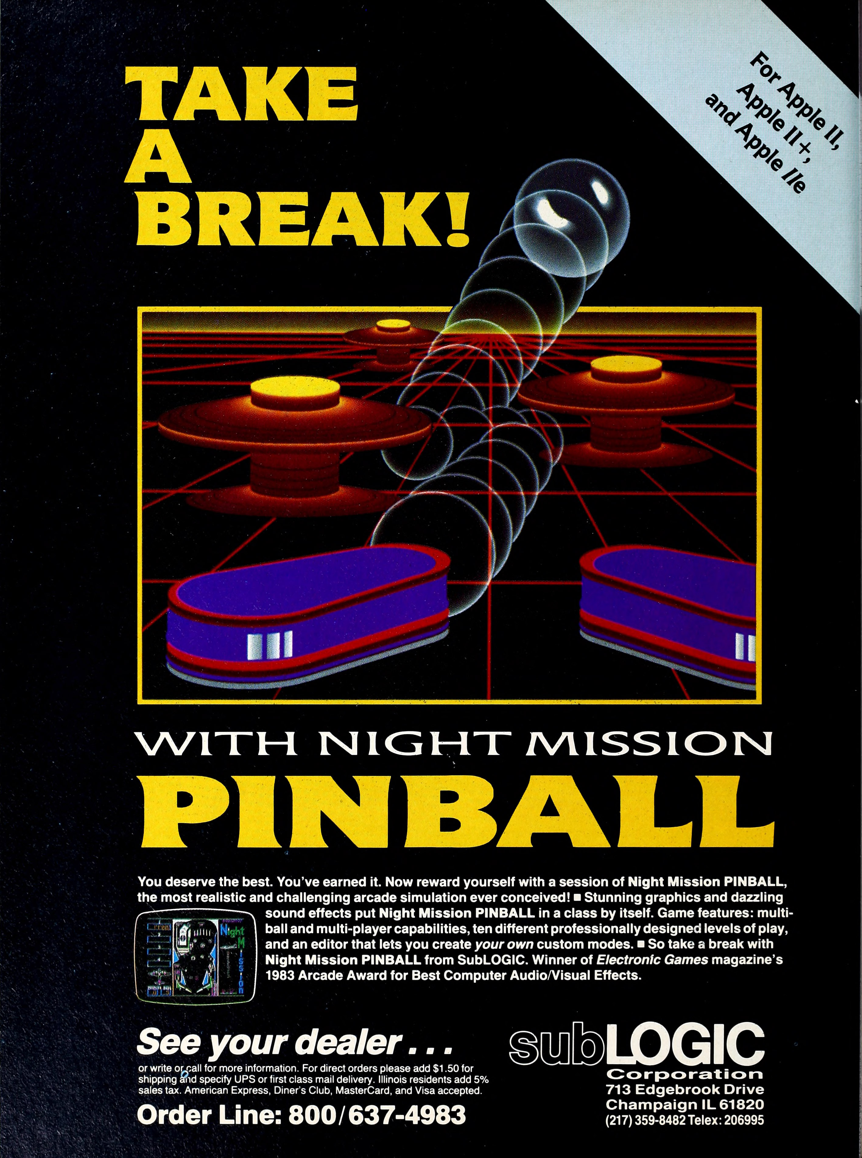 TAKE
A
BREAK!
For Apple II,
Apple II+,
and Apple //e
WITH NIGHT MISSION
PINBALL
You deserve the best. You've earned it. Now reward yourself with a session of Night Mission PINBALL,
the most realistic and challenging arcade simulation ever conceived! ■ Stunning graphics and dazzling
sound effects put Night Mission PINBALL in a class by itself. Game features: multi-
ball and multi-player capabilities, ten different professionally designed levels of play,
and an editor that lets you create your own custom modes. ■ So take a break with
Night Mission PINBALL from SubLOGIC. Winner of Electronic Games magazine's
1983 Arcade Award for Best Computer Audio/Visual Effects.
Night
Mission
See your dealer . . .
or write or call for more information. For direct orders please add $1.50 for
shipping and specify UPS or first class mail delivery. Illinois residents add 5%
sales tax. American Express, Diner's Club, MasterCard, and Visa accepted.
Order Line: 800/637-4983
subLOGIC
Corporation
713 Edgebrook Drive
Champaign IL 61820
(217) 359-8482 Telex: 206995